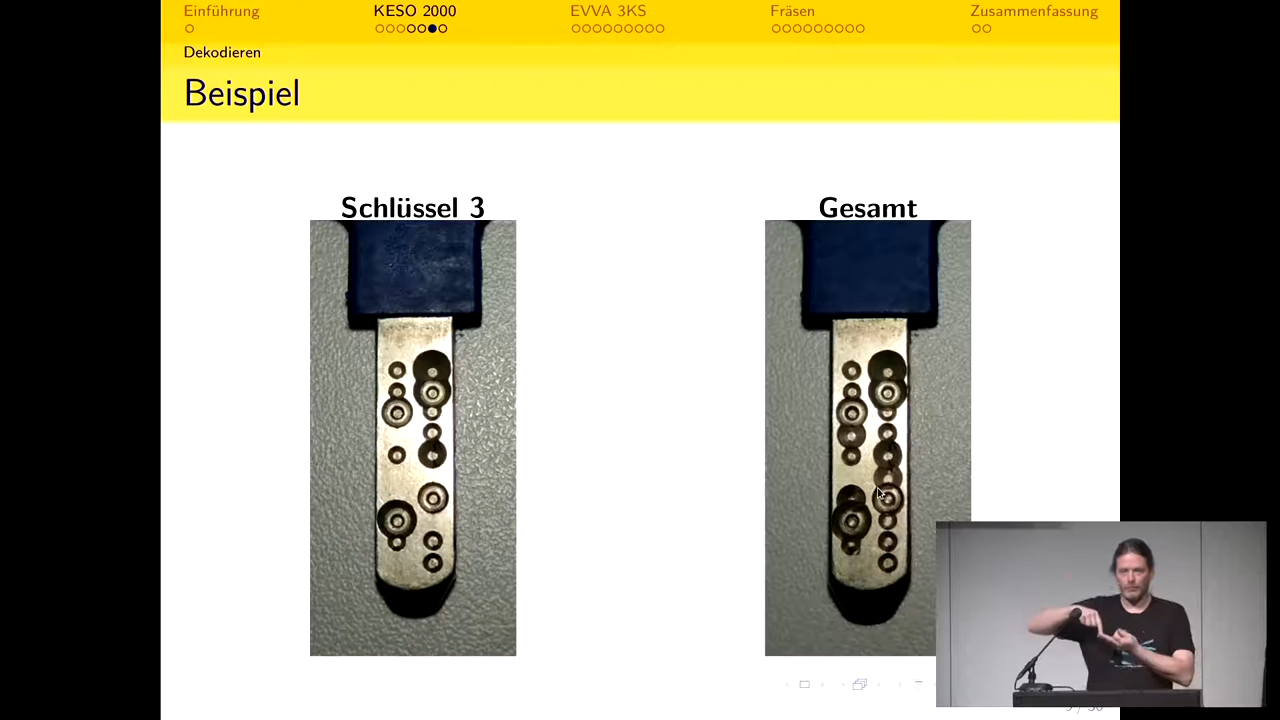 Einführung KESO 2000 EVVA 3KS Fräsen Zusammenfassung
Dekodieren
Beispiel
Schlüssel 3 Gesamt